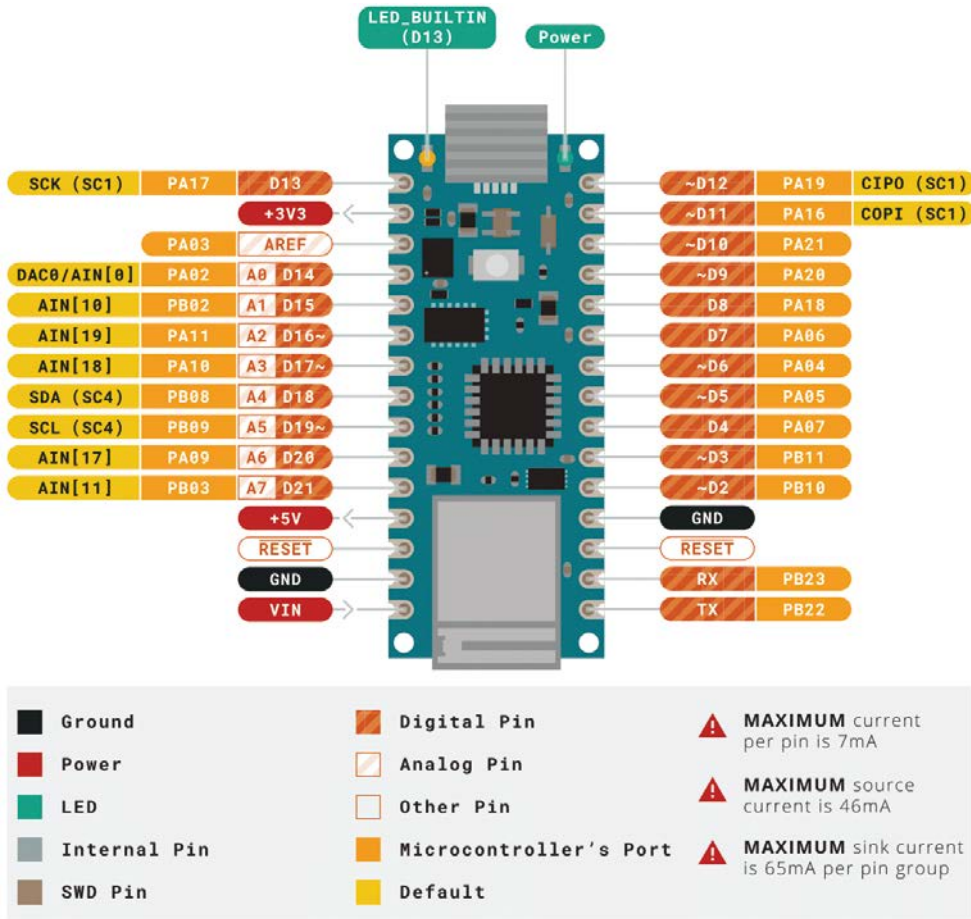 LED_BUILTIN
(D13)
Power
SCK (SC1) PA17 D13
+3V3
PA03 AREF
DAC0/AIN[0] PA02 A0 D14
AIN[10] PB02 A1 D15
AIN[19] PA11 A2 D16~
AIN[18] PA10 A3 D17~
SDA (SC4) PB08 A4 D18
SCL (SC4) PB09 A5 D19~
AIN[17] PA09 A6 D20
AIN[11] PB03 A7 D21
+5V
RESET
GND
VIN
~D12 PA19 CIPO (SC1)
~D11 PA16 COPI (SC1)
~D10 PA21
~D9 PA20
D8 PA18
D7 PA06
~D6 PA04
~D5 PA05
D4 PA07
~D3 PB11
~D2 PB10
GND
RESET
RX PB23
TX PB22
Ground
Power
LED
Internal Pin
SWD Pin
Digital Pin
Analog Pin
Other Pin
Microcontroller's Port
Default
MAXIMUM current
per pin is 7mA
MAXIMUM source
current is 46mA
MAXIMUM sink current
is 65mA per pin group